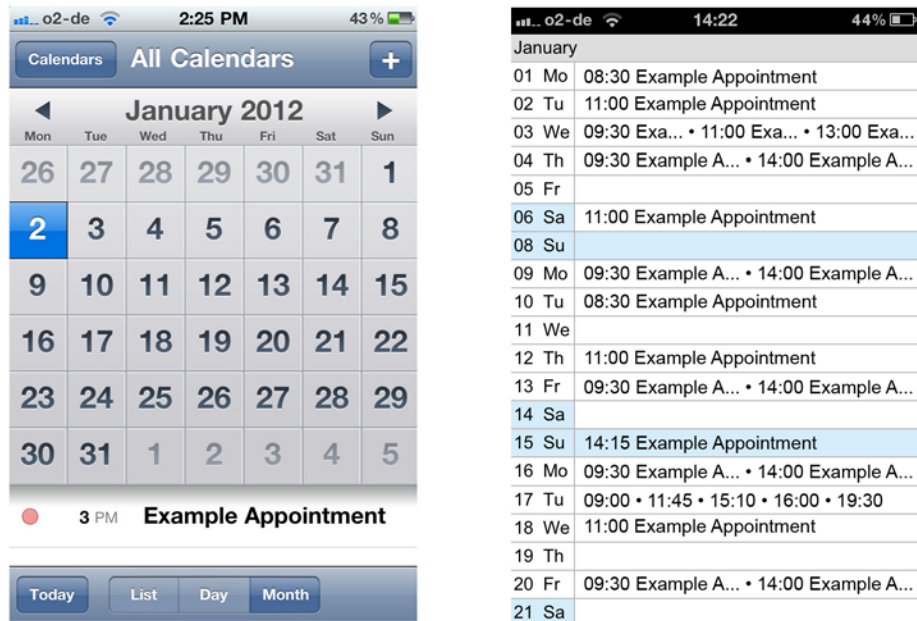 o2-de 2:25 PM 43%
Calendars All Calendars +
January 2012
Mon Tue Wed Thu Fri Sat Sun
26 27 28 29 30 31 1
2 3 4 5 6 7 8
9 10 11 12 13 14 15
16 17 18 19 20 21 22
23 24 25 26 27 28 29
30 31 1 2 3 4 5
3 PM Example Appointment
Today List Day Month
o2-de 14:22 44%
January
01 Mo 08:30 Example Appointment
02 Tu 11:00 Example Appointment
03 We 09:30 Exa... • 11:00 Exa... • 13:00 Exa...
04 Th 09:30 Example A... • 14:00 Example A...
05 Fr
06 Sa 11:00 Example Appointment
08 Su
09 Mo 09:30 Example A... • 14:00 Example A...
10 Tu 08:30 Example Appointment
11 We
12 Th 11:00 Example Appointment
13 Fr 09:30 Example A... • 14:00 Example A...
14 Sa
15 Su 14:15 Example Appointment
16 Mo 09:30 Example A... • 14:00 Example A...
17 Tu 09:00 • 11:45 • 15:10 • 16:00 • 19:30
18 We 11:00 Example Appointment
19 Th
20 Fr 09:30 Example A... • 14:00 Example A...
21 Sa